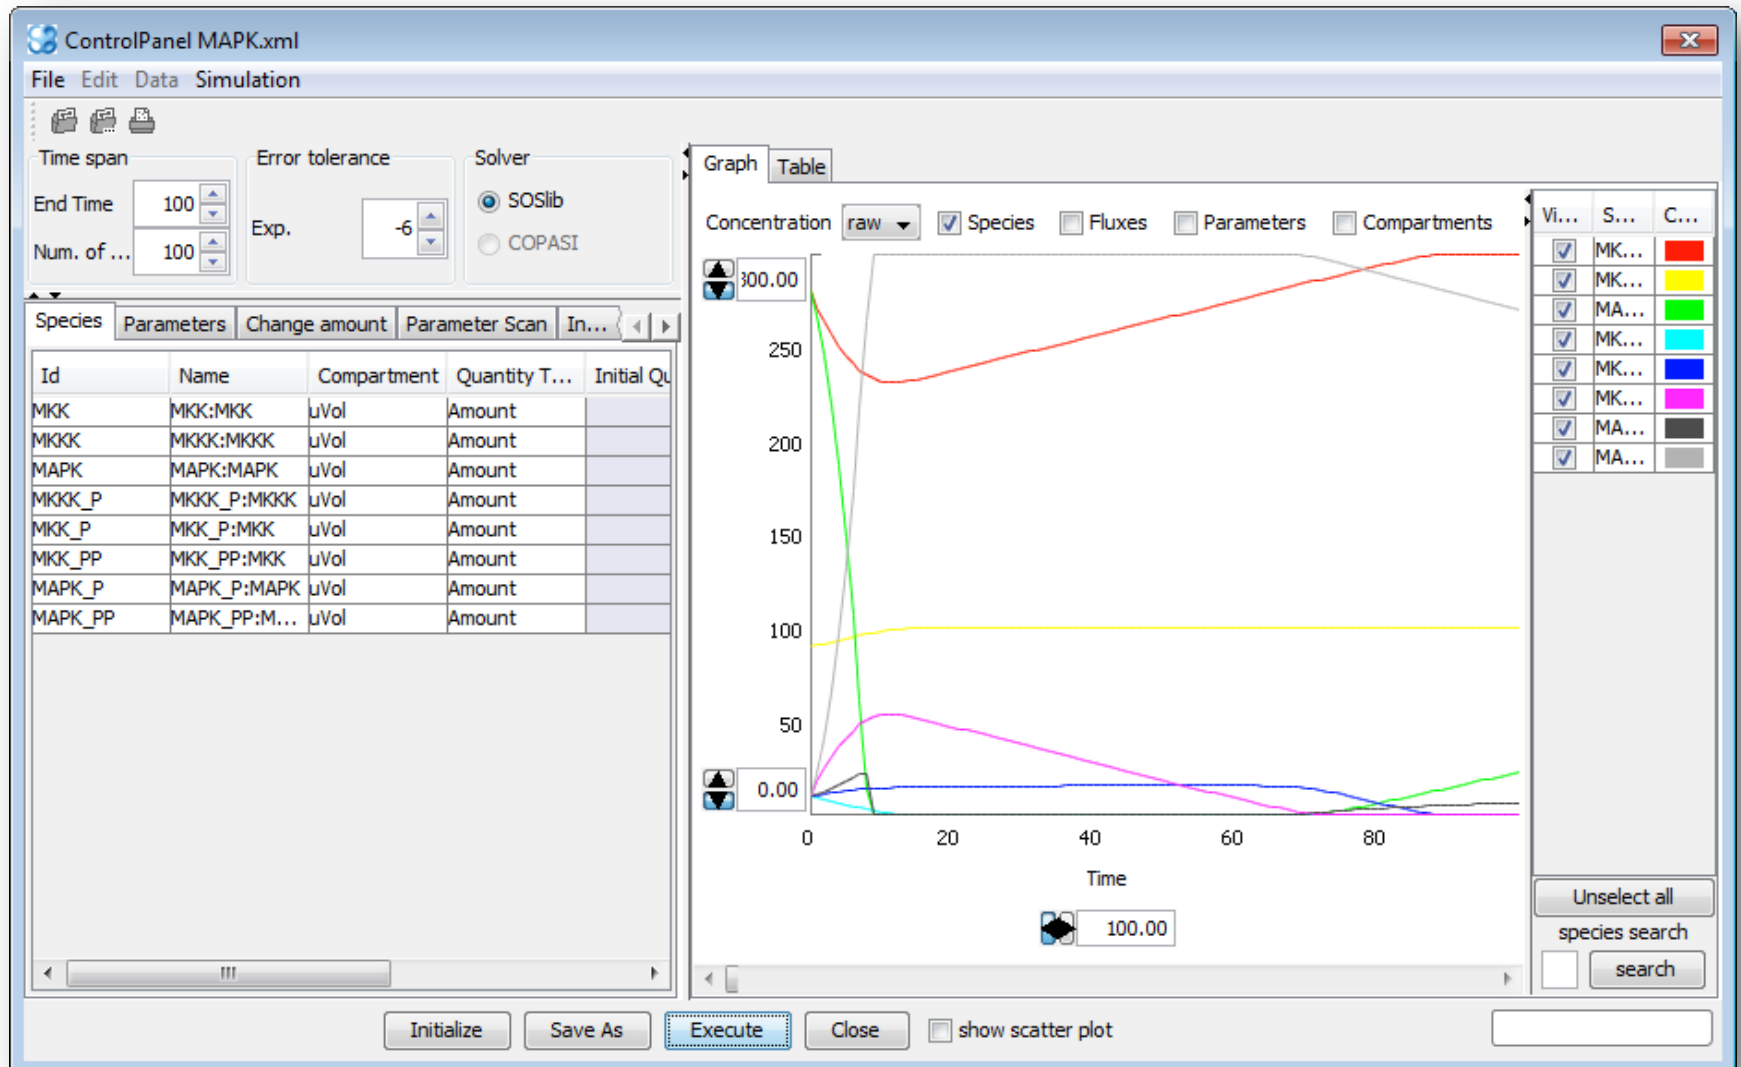 ControlPanel MAPK.xml
File Edit Data Simulation
Time span
Error tolerance
Solver
End Time 100
Num. of ... 100
Exp. -6
SOSlib
COPASI
Species Parameters Change amount Parameter Scan In...
Id Name Compartment Quantity T... Initial Qu
MKK MKK:MKK uVol Amount
MKKK MKKK:MKKK uVol Amount
MAPK MAPK:MAPK uVol Amount
MKKK_P MKKK_P:MKKK uVol Amount
MKK_P MKK_P:MKK uVol Amount
MKK_PP MKK_PP:MKK uVol Amount
MAPK_P MAPK_P:MAPK uVol Amount
MAPK_PP MAPK_PP:M... uVol Amount
Graph Table
Concentration raw Species Fluxes Parameters Compartments
300.00
250
200
150
100
50
0.00
0 20 40 60 80
Time
100.00
Vi... S... C...
MK...
MK...
MA...
MK...
MK...
MK...
MA...
MA...
Unselect all
species search
search
Initialize Save As Execute Close show scatter plot